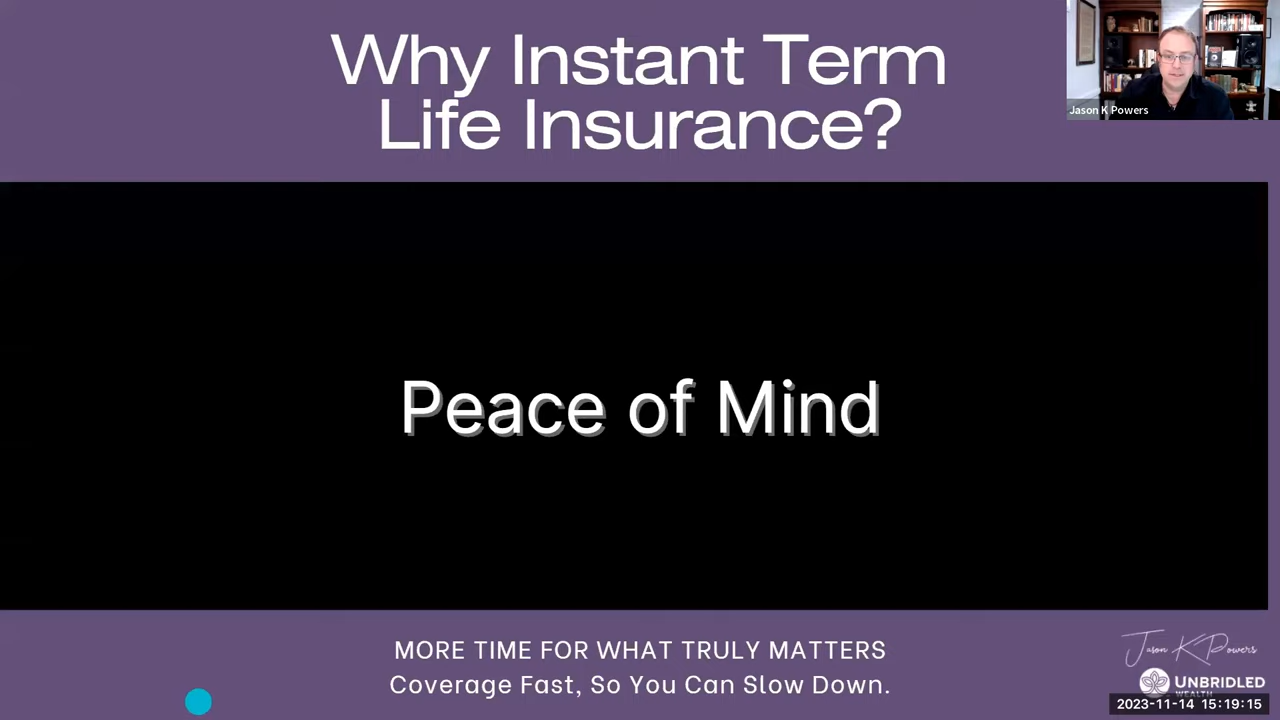 Why Instant Term
Life Insurance?
Jason K Powers
Peace of Mind
MORE TIME FOR WHAT TRULY MATTERS
Coverage Fast, So You Can Slow Down.
Jason K Powers
UNBRIDLED
WEALTH
2023-11-14 15:19:15